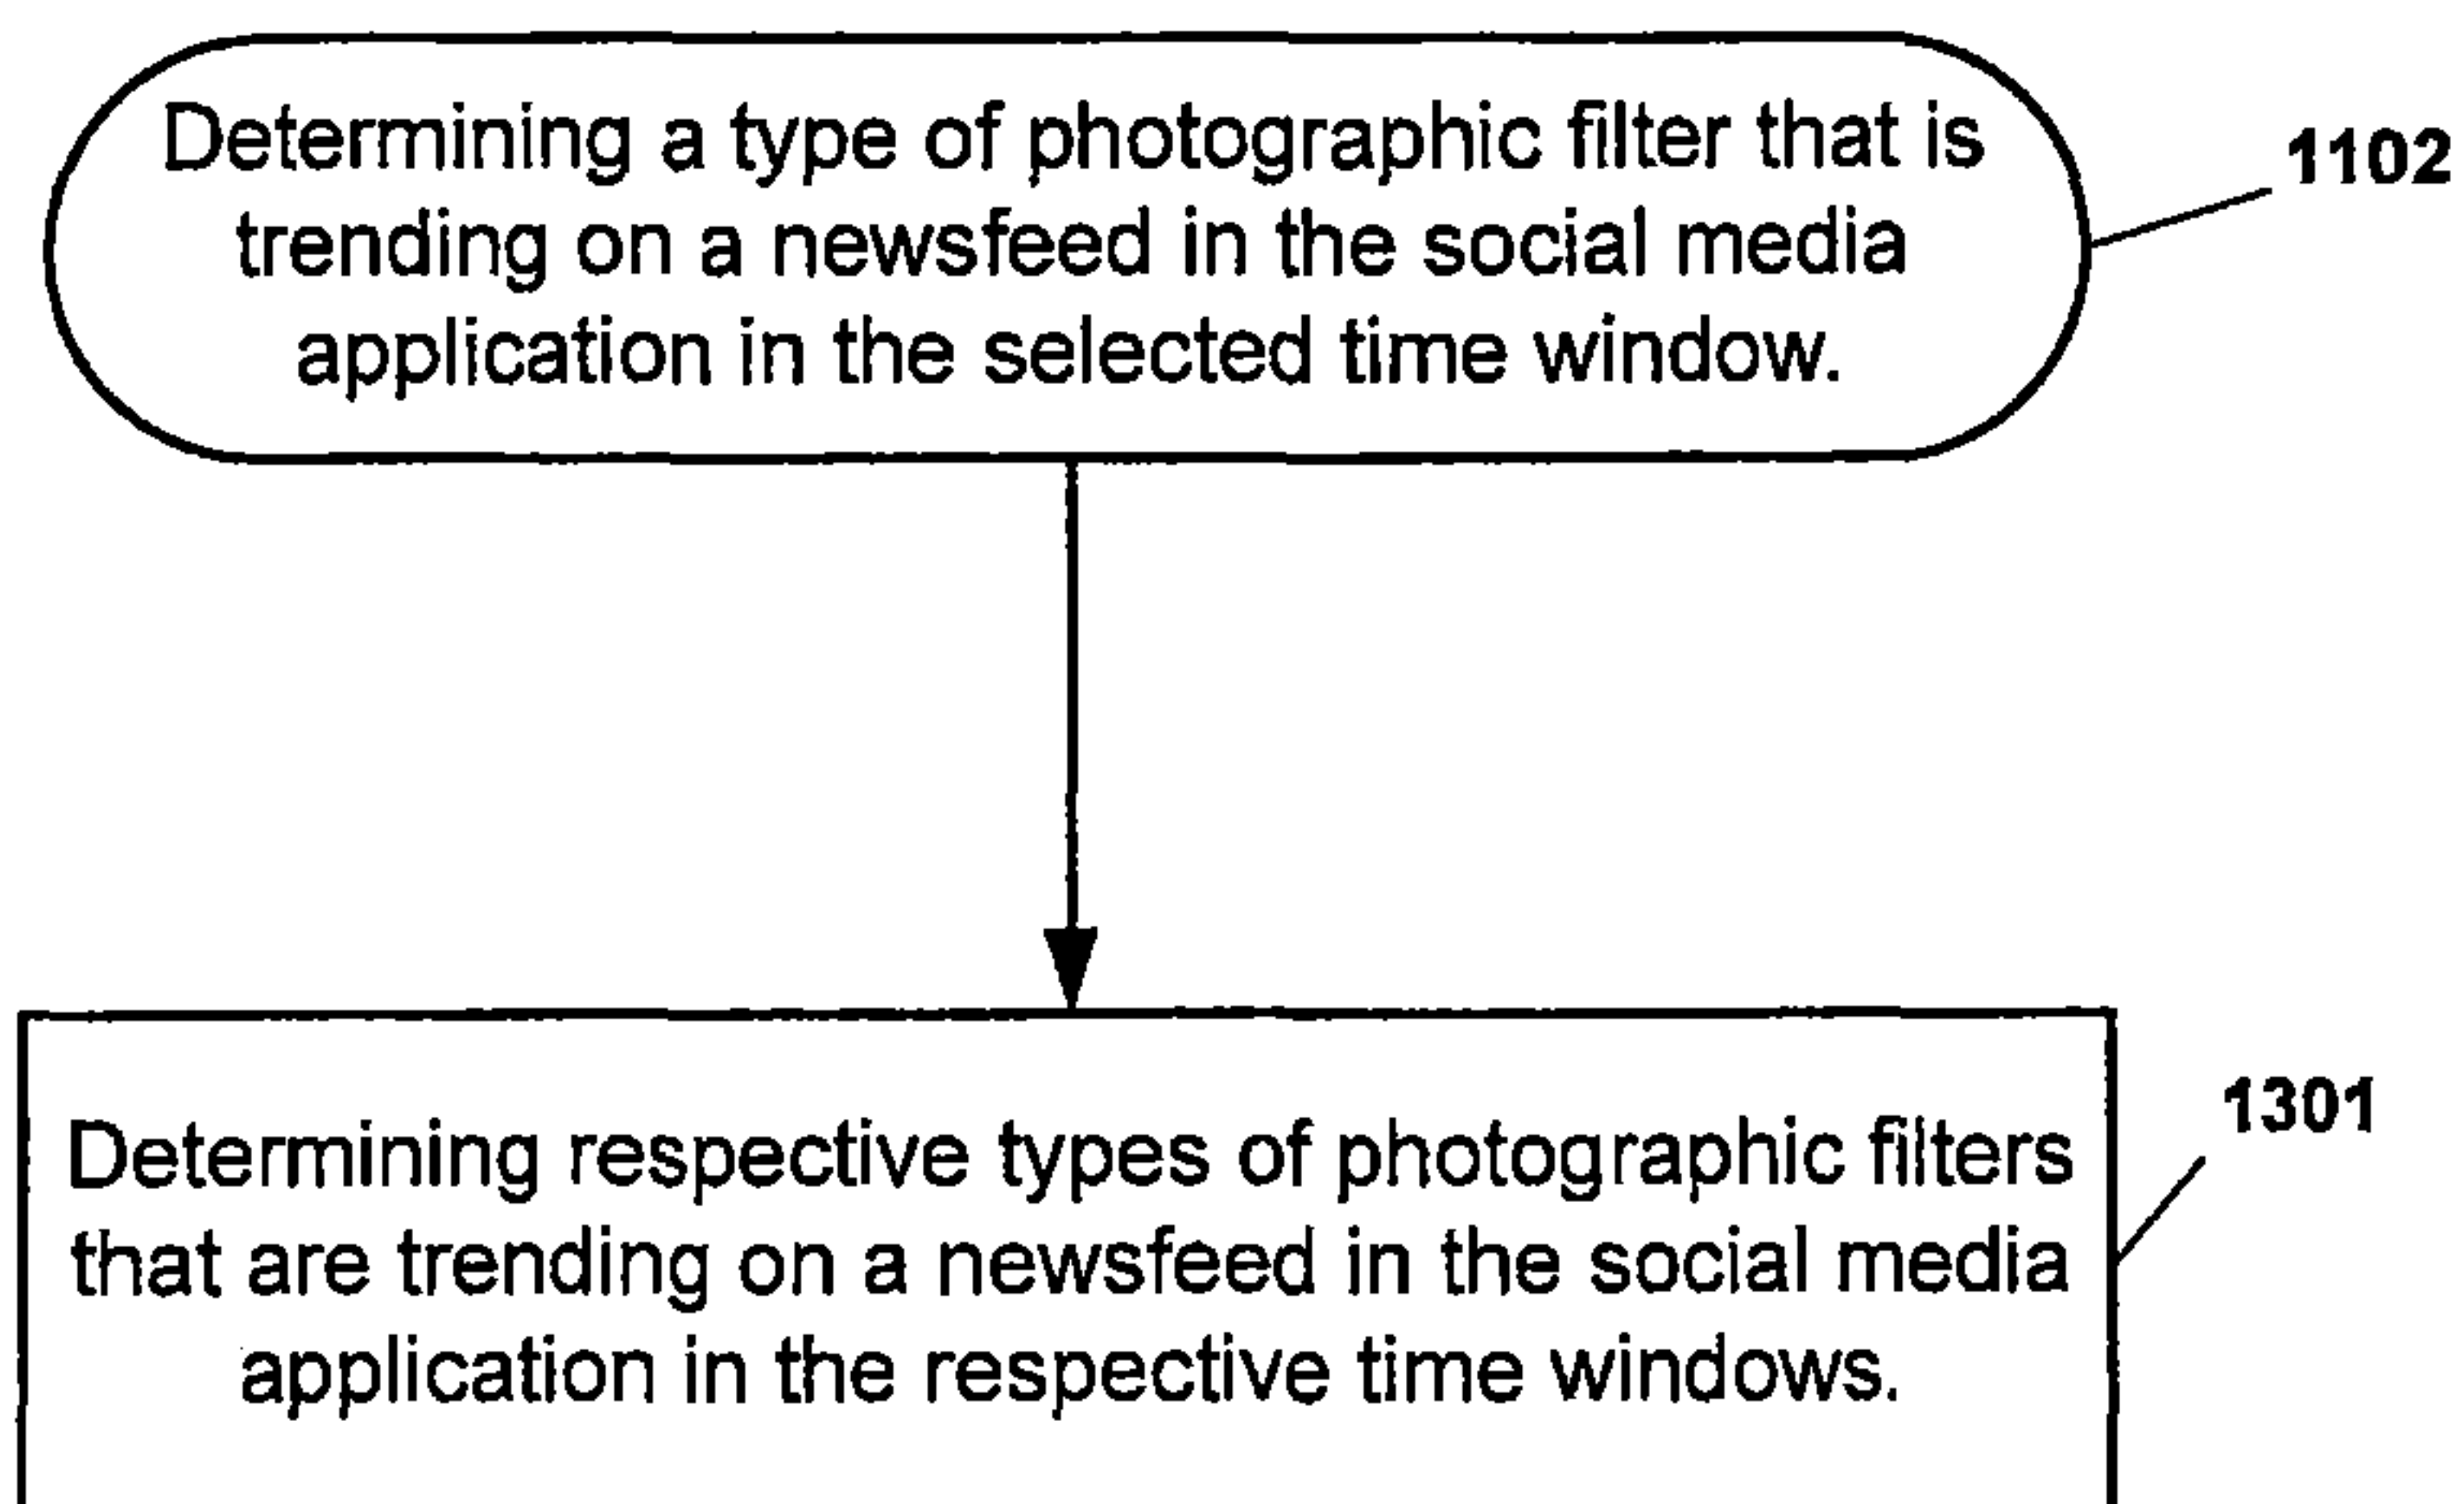 Determining a type of photographic filter that is
trending on a newsfeed in the social media
application in the selected time window.
1102
1301
Determining respective types of photographic filters
that are trending on a newsfeed in the social media
application in the respective time windows.